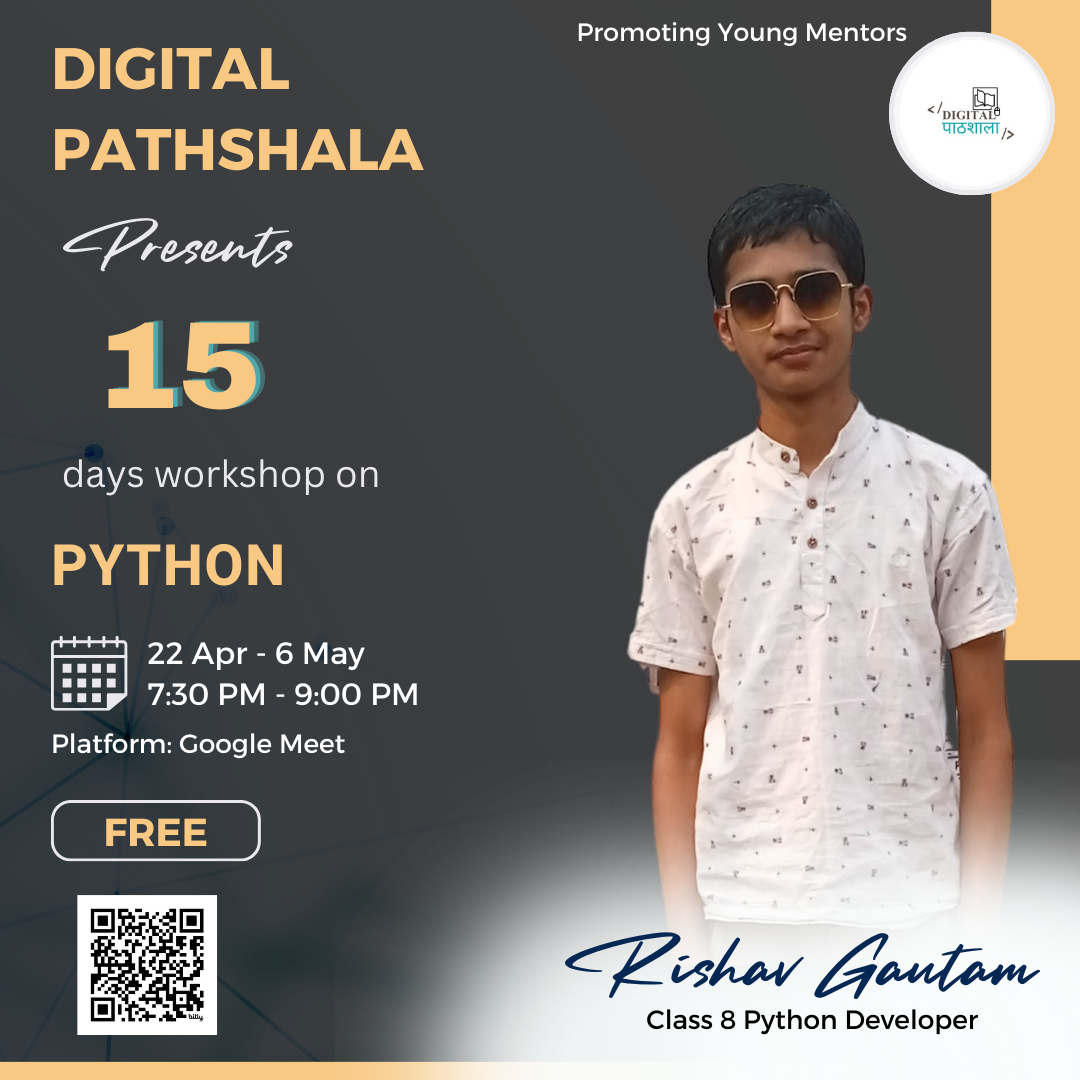 Promoting Young Mentors
DIGITAL
PATHSHALA
</
DIGITAL
पाठशाला
/>
Presents
15
days workshop on
PYTHON
22 Apr - 6 May
7:30 PM - 9:00 PM
Platform: Google Meet
FREE
bitly
Rishav Gautam
Class 8 Python Developer